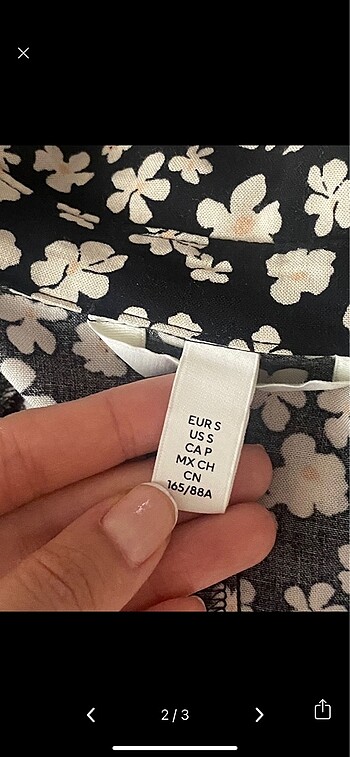 EUR S
US S
CA P
MX CH
CN
165/88A
2/3